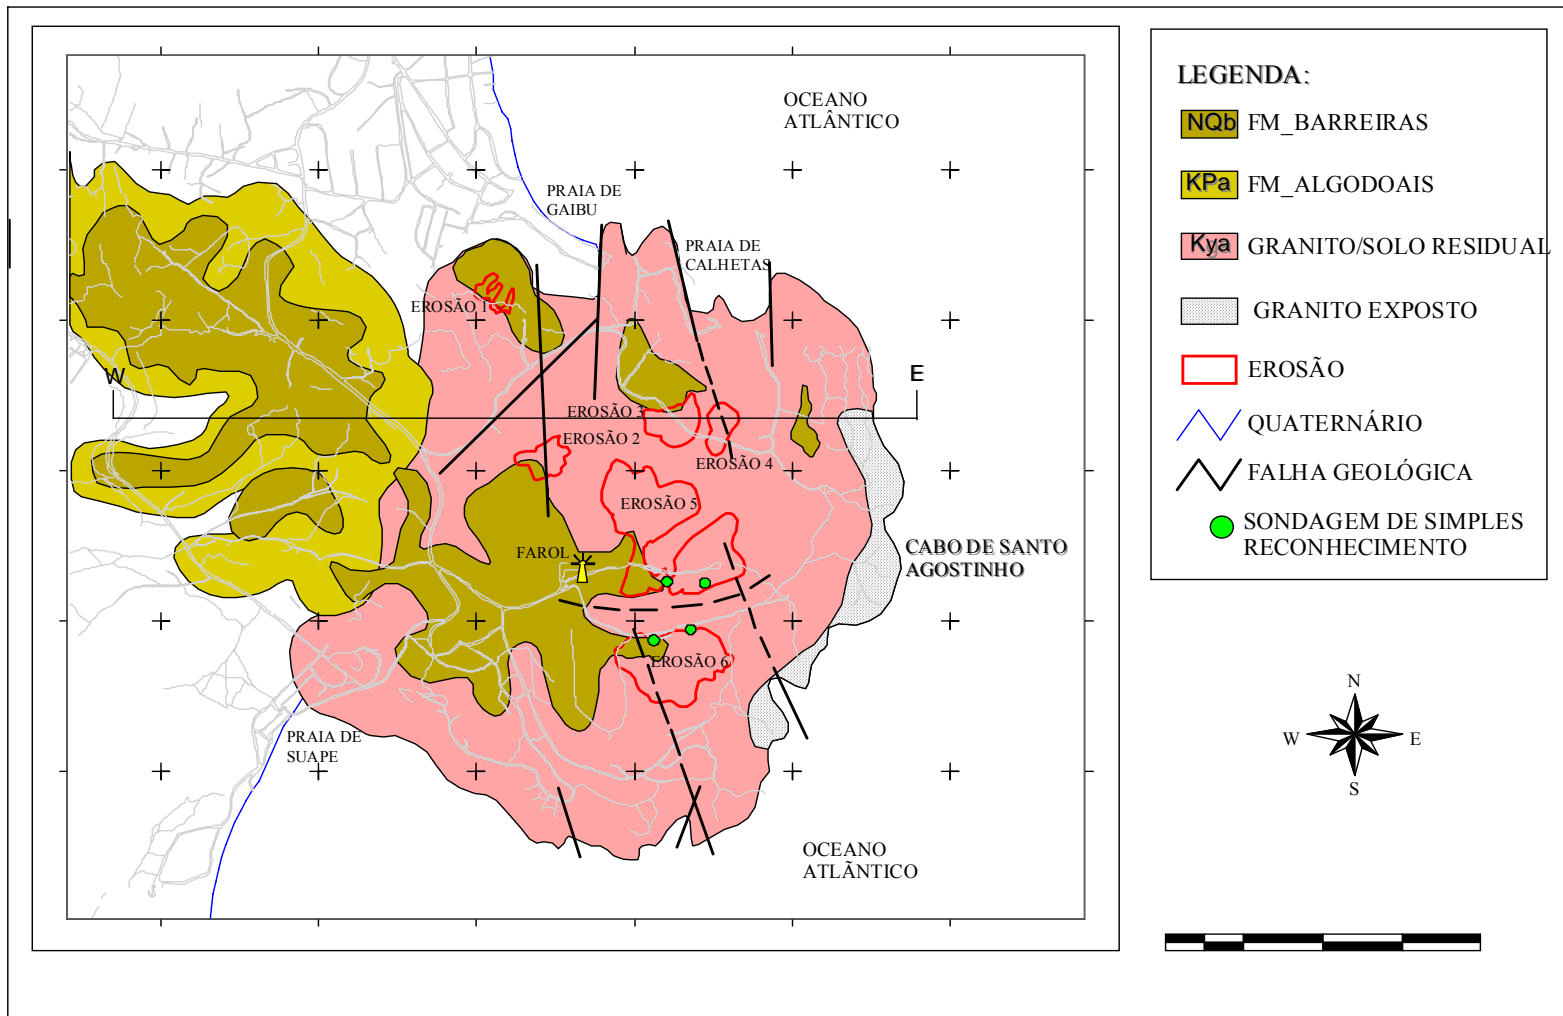 OCEANO
ATLÂNTICO
PRAIA DE
GAIBU
PRAIA DE
CALHETAS
EROSÃO 1
W
E
EROSÃO 3
EROSÃO 2
EROSÃO 4
EROSÃO 5
FAROL
CABO DE SANTO
AGOSTINHO
EROSÃO 6
PRAIA DE
SUAPE
OCEANO
ATLÃNTICO
LEGENDA:
NQb FM_BARREIRAS
KPa FM_ALGODOAIS
Kya GRANITO/SOLO RESIDUAL
GRANITO EXPOSTO
EROSÃO
QUATERNÁRIO
FALHA GEOLÓGICA
SONDAGEM DE SIMPLES
RECONHECIMENTO
N
W E
S